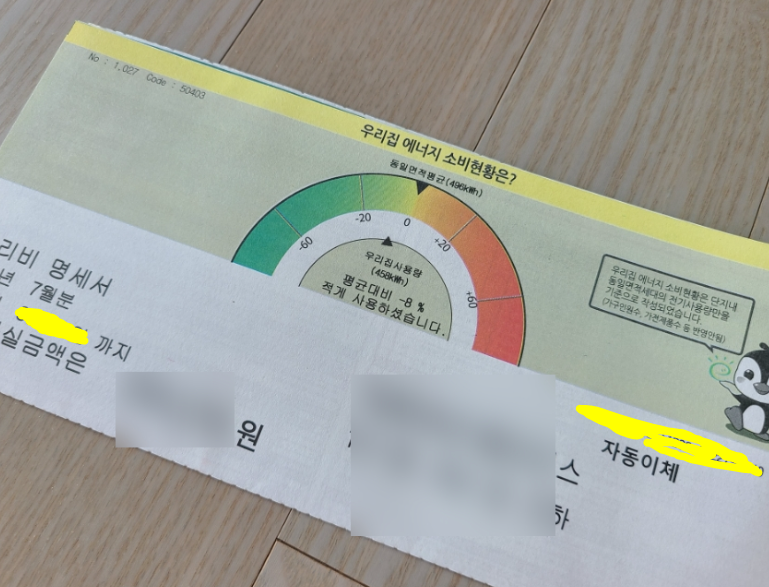 No : 1,027 Code : 50403
우리집 에너지 소비현황은?
동일면적평균(496kWh)
-60
-20
0
+20
+60
우리집사용량
(458kWh)
평균대비 -8 %
적게 사용하셨습니다.
우리집 에너지 소비현황은 단지내
동일면적세대의 전기사용량만을
기준으로 작성되었습니다.
(가구인원수, 가전제품수 등 반영안됨)
리비 명세서
년 7월분
까지
실금액은
원
스
하
자동이체